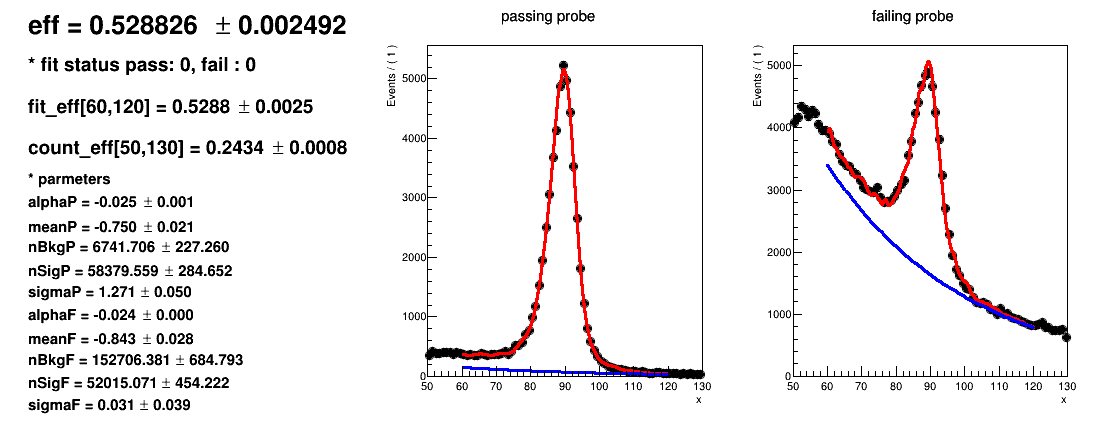 eff = 0.528826 ± 0.002492
* fit status pass: 0, fail : 0
fit_eff[60,120] = 0.5288 ± 0.0025
count_eff[50,130] = 0.2434 ± 0.0008
* parmeters
alphaP = -0.025 ± 0.001
meanP = -0.750 ± 0.021
nBkgP = 6741.706 ± 227.260
nSigP = 58379.559 ± 284.652
sigmaP = 1.271 ± 0.050
alphaF = -0.024 ± 0.000
meanF = -0.843 ± 0.028
nBkgF = 152706.381 ± 684.793
nSigF = 52015.071 ± 454.222
sigmaF = 0.031 ± 0.039
passing probe
Events / ( 1 )
5000
4000
3000
2000
1000
0
50 60 70 80 90 100 110 120 130
x
failing probe
Events / ( 1 )
5000
4000
3000
2000
1000
0
50 60 70 80 90 100 110 120 130
x